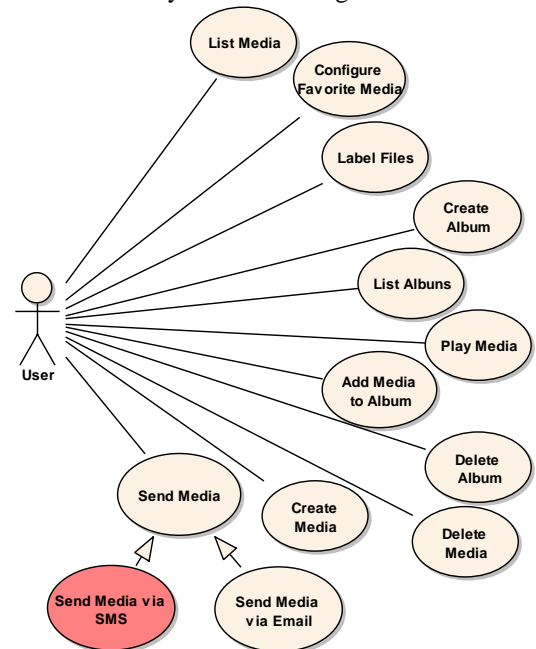 List Media
Configure
Favorite Media
Label Files
Create
Album
List Albuns
Play Media
User
Add Media
to Album
Delete
Album
Send Media
Create
Media
Delete
Media
Send Media via
SMS
Send Media
via Email